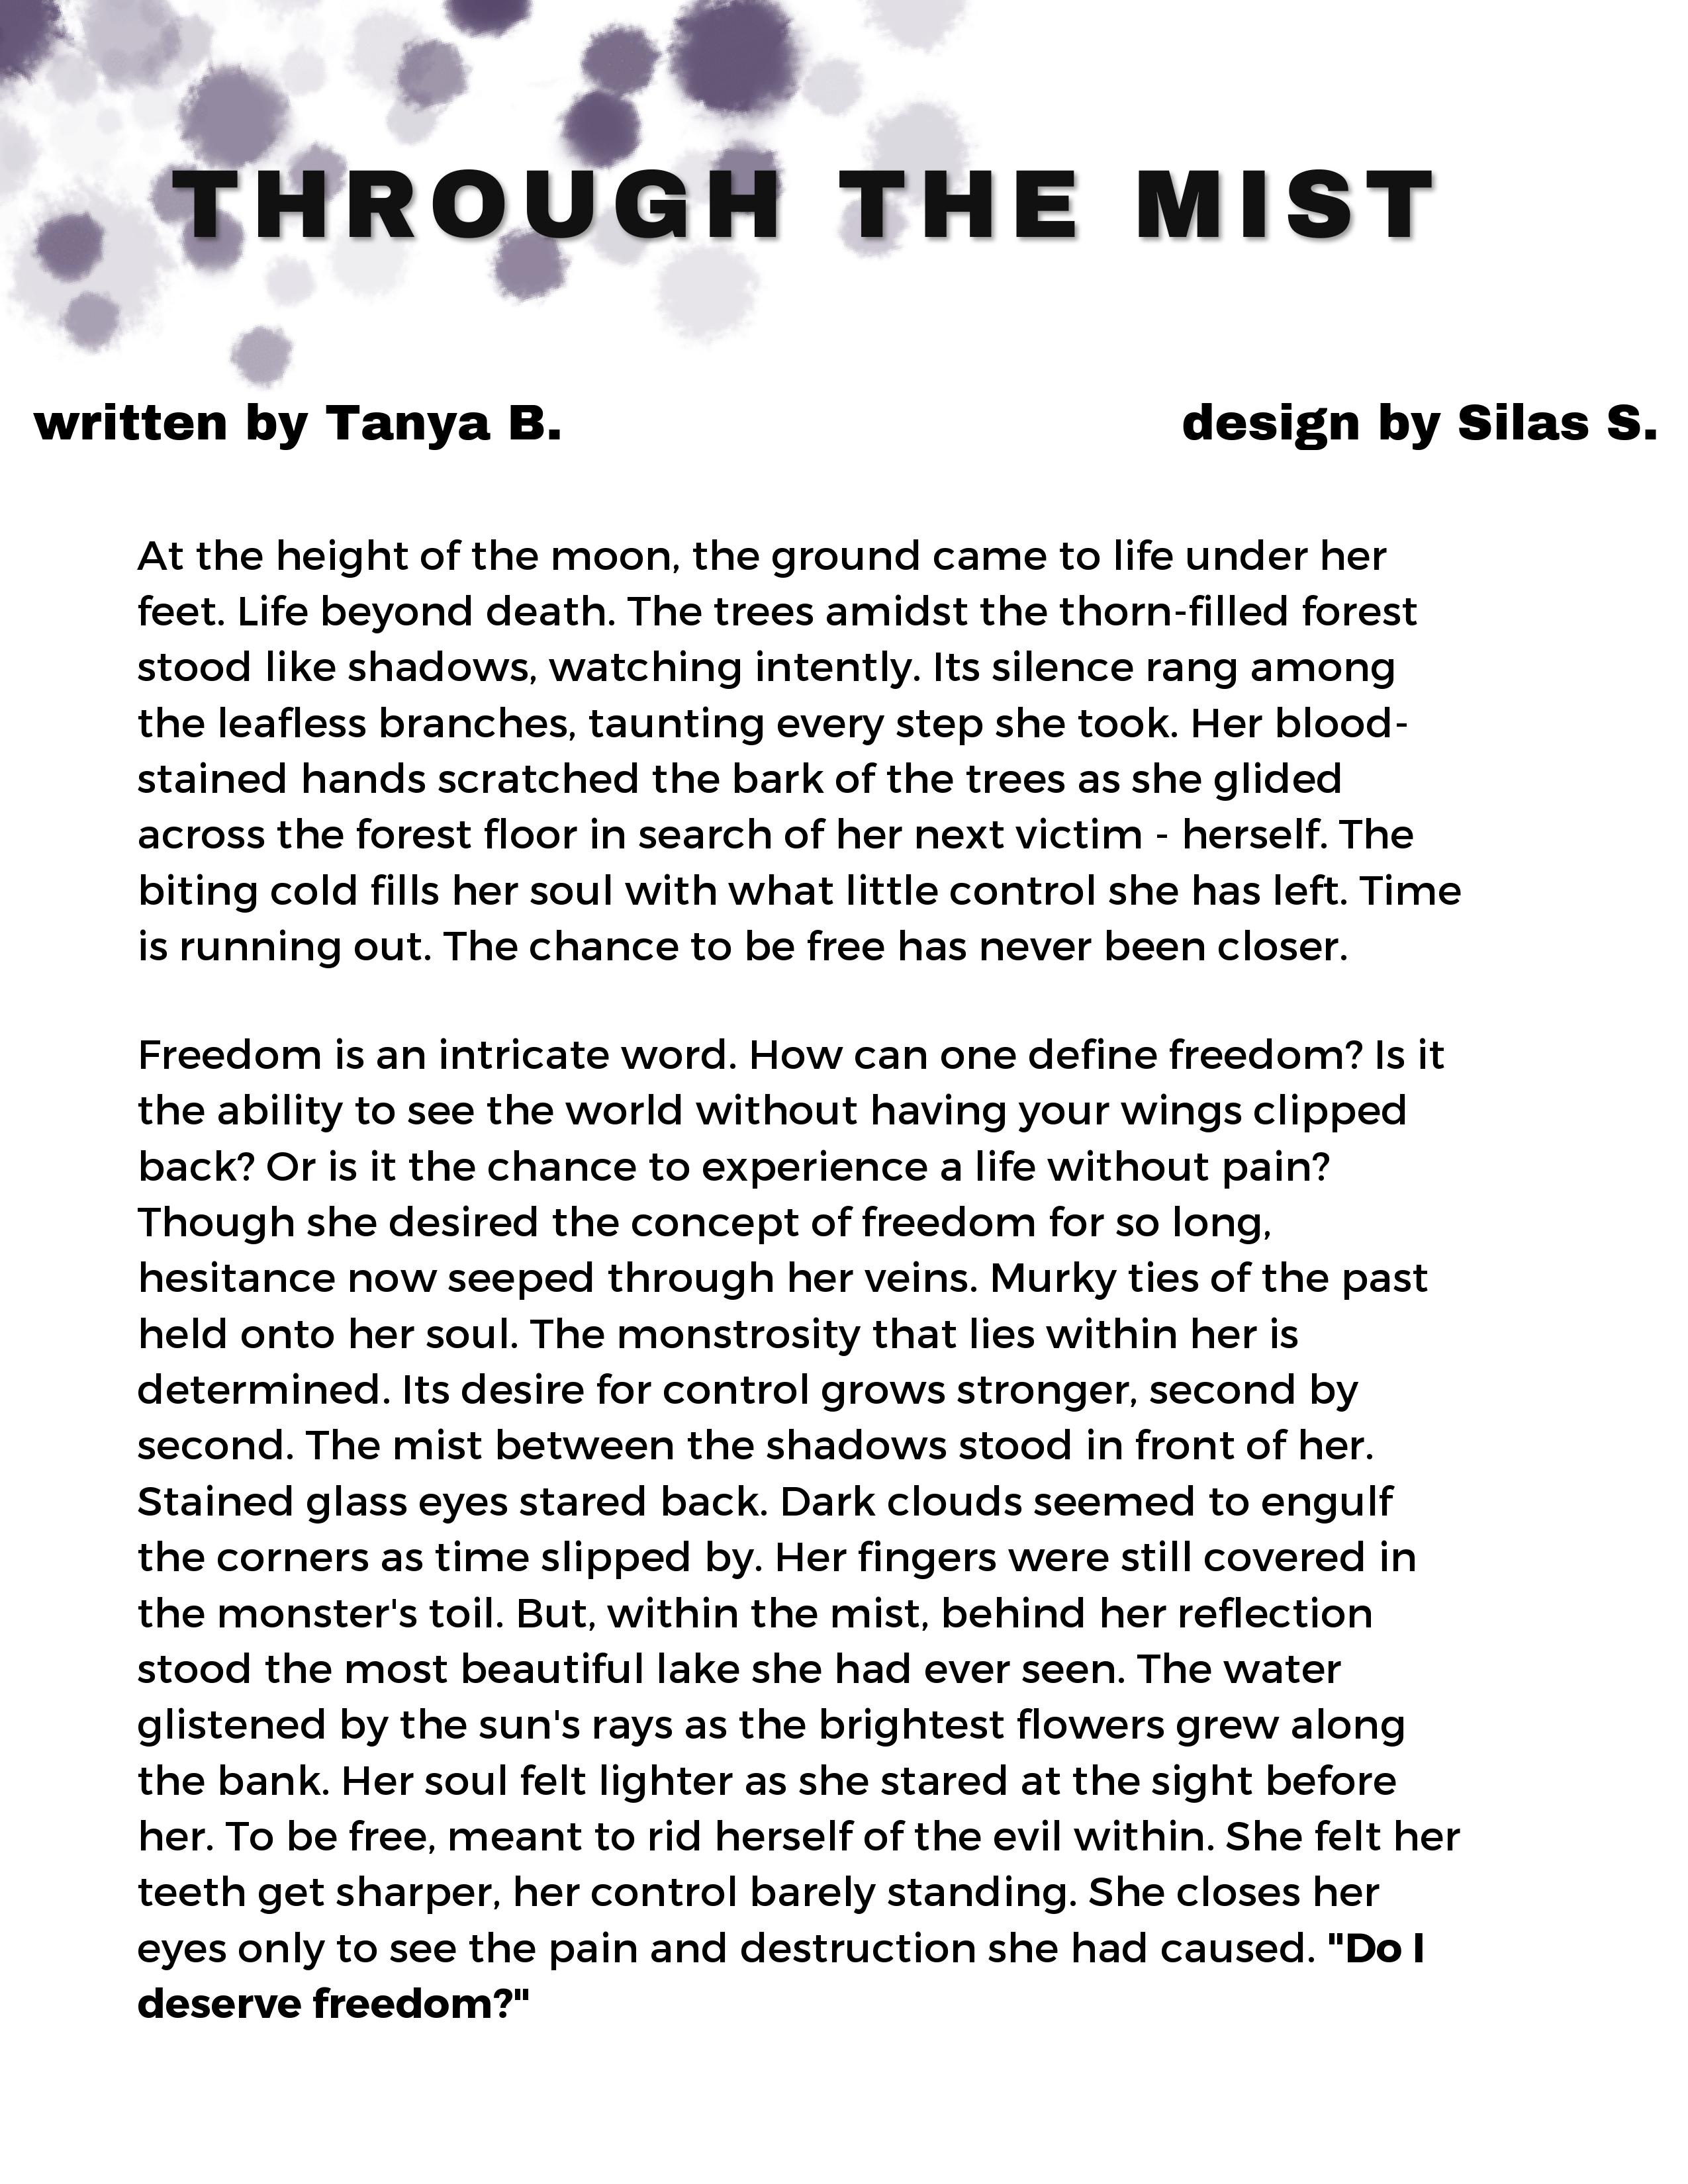 THROUGH THE MIST
written by Tanya B.
design by Silas S.
At the height of the moon, the ground came to life under her
feet. Life beyond death. The trees amidst the thorn-filled forest
stood like shadows, watching intently. Its silence rang among
the leafless branches, taunting every step she took. Her blood-
stained hands scratched the bark of the trees as she glided
across the forest floor in search of her next victim - herself. The
biting cold fills her soul with what little control she has left. Time
is running out. The chance to be free has never been closer.
Freedom is an intricate word. How can one define freedom? Is it
the ability to see the world without having your wings clipped
back? Or is it the chance to experience a life without pain?
Though she desired the concept of freedom for so long,
hesitance now seeped through her veins. Murky ties of the past
held onto her soul. The monstrosity that lies within her is
determined. Its desire for control grows stronger, second by
second. The mist between the shadows stood in front of her.
Stained glass eyes stared back. Dark clouds seemed to engulf
the corners as time slipped by. Her fingers were still covered in
the monster's toil. But, within the mist, behind her reflection
stood the most beautiful lake she had ever seen. The water
glistened by the sun's rays as the brightest flowers grew along
the bank. Her soul felt lighter as she stared at the sight before
her. To be free, meant to rid herself of the evil within. She felt her
teeth get sharper, her control barely standing. She closes her
eyes only to see the pain and destruction she had caused. "Do I
deserve freedom?"